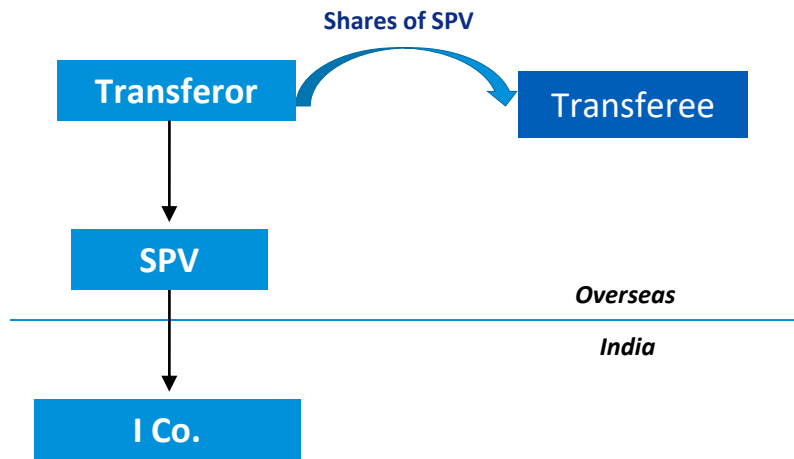 Shares of SPV
Transferor
Transferee
SPV
Overseas
India
I Co.